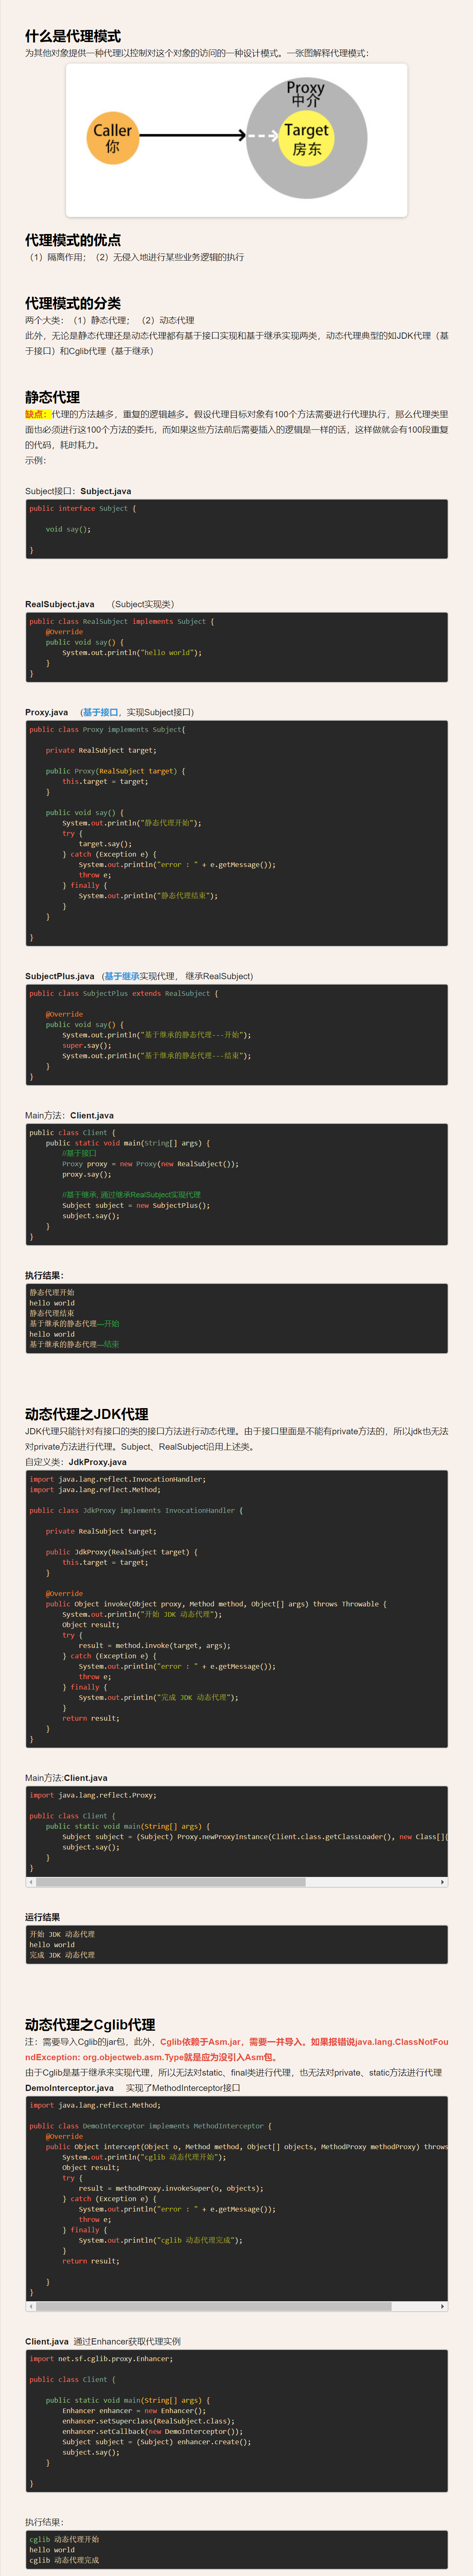 什么是代理模式
为其他对象提供一种代理以控制对这个对象的访问的一种设计模式。一张图解释代理模式：
Proxy
中介
Caller
你
Target
房东
代理模式的优点
（1）隔离作用；（2）无侵入地进行某些业务逻辑的执行
代理模式的分类
两个大类：（1）静态代理； （2）动态代理
此外，无论是静态代理还是动态代理都有基于接口实现和基于继承实现两类，动态代理典型的如JDK代理（基
于接口）和Cglib代理（基于继承）
静态代理
缺点：代理的方法越多，重复的逻辑越多。假设代理目标对象有100个方法需要进行代理执行，那么代理类里
面也必须进行这100个方法的委托，而如果这些方法前后需要插入的逻辑是一样的话，这样做就会有100段重复
的代码，耗时耗力。
示例：
Subject接口：Subject.java
public interface Subject {
void say();
}
RealSubject.java （Subject实现类）
public class RealSubject implements Subject {
@Override
public void say() {
System.out.println("hello world");
}
}
Proxy.java （基于接口，实现Subject接口)
public class Proxy implements Subject{
private RealSubject target;
public Proxy(RealSubject target) {
this.target = target;
}
public void say() {
System.out.println("静态代理开始");
try {
target.say();
} catch (Exception e) {
System.out.println("error : " + e.getMessage());
throw e;
} finally {
System.out.println("静态代理结束");
}
}
}
SubjectPlus.java （基于继承实现代理， 继承RealSubject)
public class SubjectPlus extends RealSubject {
@Override
public void say() {
System.out.println("基于继承的静态代理---开始");
super.say();
System.out.println("基于继承的静态代理---结束");
}
}
Main方法：Client.java
public class Client {
public static void main(String[] args) {
//基于接口
Proxy proxy = new Proxy(new RealSubject());
proxy.say();
//基于继承, 通过继承RealSubject实现代理
Subject subject = new SubjectPlus();
subject.say();
}
}
执行结果：
静态代理开始
hello world
静态代理结束
基于继承的静态代理—开始
hello world
基于继承的静态代理—结束
动态代理之JDK代理
JDK代理只能针对有接口的类的接口方法进行动态代理。由于接口里面是不能有private方法的，所以jdk也无法
对private方法进行代理。Subject、RealSubject沿用上述类。
自定义类：JdkProxy.java
import java.lang.reflect.InvocationHandler;
import java.lang.reflect.Method;
public class JdkProxy implements InvocationHandler {
private RealSubject target;
public JdkProxy(RealSubject target) {
this.target = target;
}
@Override
public Object invoke(Object proxy, Method method, Object[] args) throws Throwable {
System.out.println("开始 JDK 动态代理");
Object result;
try {
result = method.invoke(target, args);
} catch (Exception e) {
System.out.println("error : " + e.getMessage());
throw e;
} finally {
System.out.println("完成 JDK 动态代理");
}
return result;
}
}
Main方法:Client.java
import java.lang.reflect.Proxy;
public class Client {
public static void main(String[] args) {
Subject subject = (Subject) Proxy.newProxyInstance(Client.class.getClassLoader(), new Class[]{
subject.say();
}
}
运行结果
开始 JDK 动态代理
hello world
完成 JDK 动态代理
动态代理之Cglib代理
注：需要导入Cglib的jar包，此外，Cglib依赖于Asm.jar，需要一并导入。如果报错说java.lang.ClassNotFou
ndException: org.objectweb.asm.Type就是应为没引入Asm包。
由于Cglib是基于继承来实现代理，所以无法对static、final类进行代理，也无法对private、static方法进行代理
DemoInterceptor.java 实现了MethodInterceptor接口
import java.lang.reflect.Method;
public class DemoInterceptor implements MethodInterceptor {
@Override
public Object intercept(Object o, Method method, Object[] objects, MethodProxy methodProxy) throws
System.out.println("cglib 动态代理开始");
Object result;
try {
result = methodProxy.invokeSuper(o, objects);
} catch (Exception e) {
System.out.println("error : " + e.getMessage());
throw e;
} finally {
System.out.println("cglib 动态代理完成");
}
return result;
}
}
Client.java 通过Enhancer获取代理实例
import net.sf.cglib.proxy.Enhancer;
public class Client {
public static void main(String[] args) {
Enhancer enhancer = new Enhancer();
enhancer.setSuperclass(RealSubject.class);
enhancer.setCallback(new DemoInterceptor());
Subject subject = (Subject) enhancer.create();
subject.say();
}
}
执行结果：
cglib 动态代理开始
hello world
cglib 动态代理完成